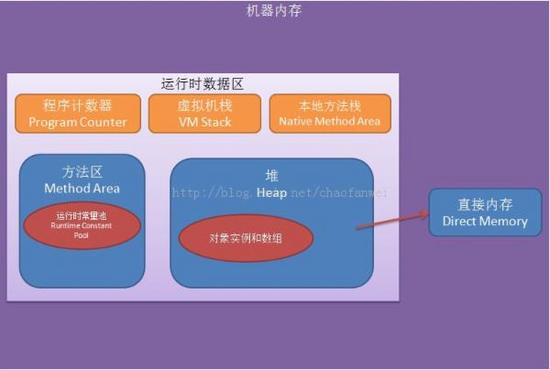 机器内存
运行时数据区
程序计数器
Program Counter
虚拟机栈
VM Stack
本地方法栈
Native Method Area
方法区
Method Area
运行时常量池
Runtime Constant
Pool
堆
Heap
http://blog.csdn.net/chaofanwei
对象实例和数组
直接内存
Direct Memory